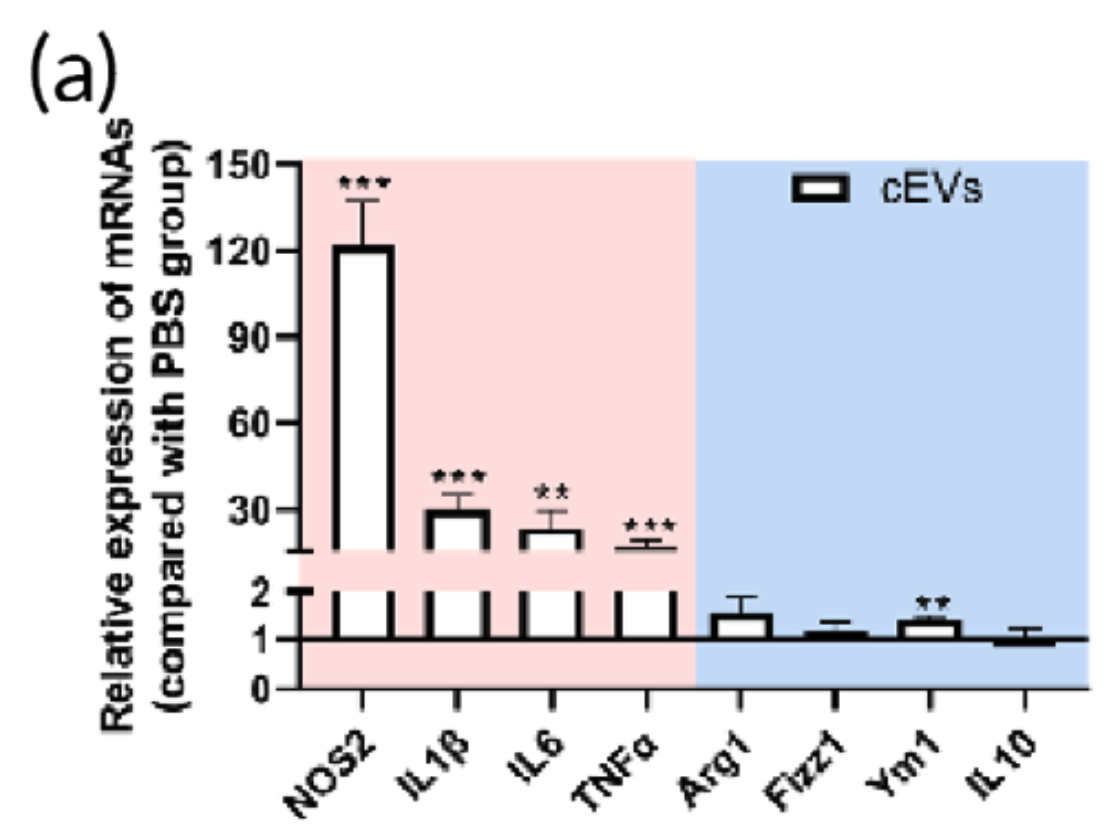 (a)
Relative expression of mRNAs
(compared with PBS group)
150
120
90
60
30
2
1
0
cEVs
***
***
**
***
**
NOS2
IL1β
IL6
TNFα
Arg1
Fizz1
Ym1
IL10